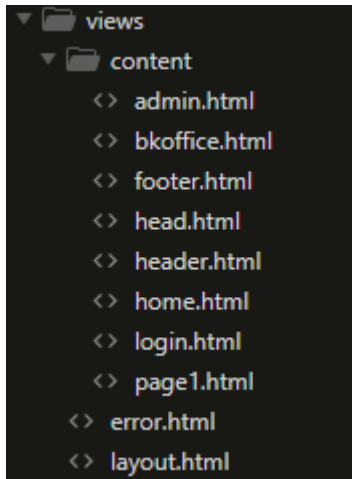 views
content
admin.html
bkoffice.html
footer.html
head.html
header.html
home.html
login.html
page1.html
error.html
layout.html